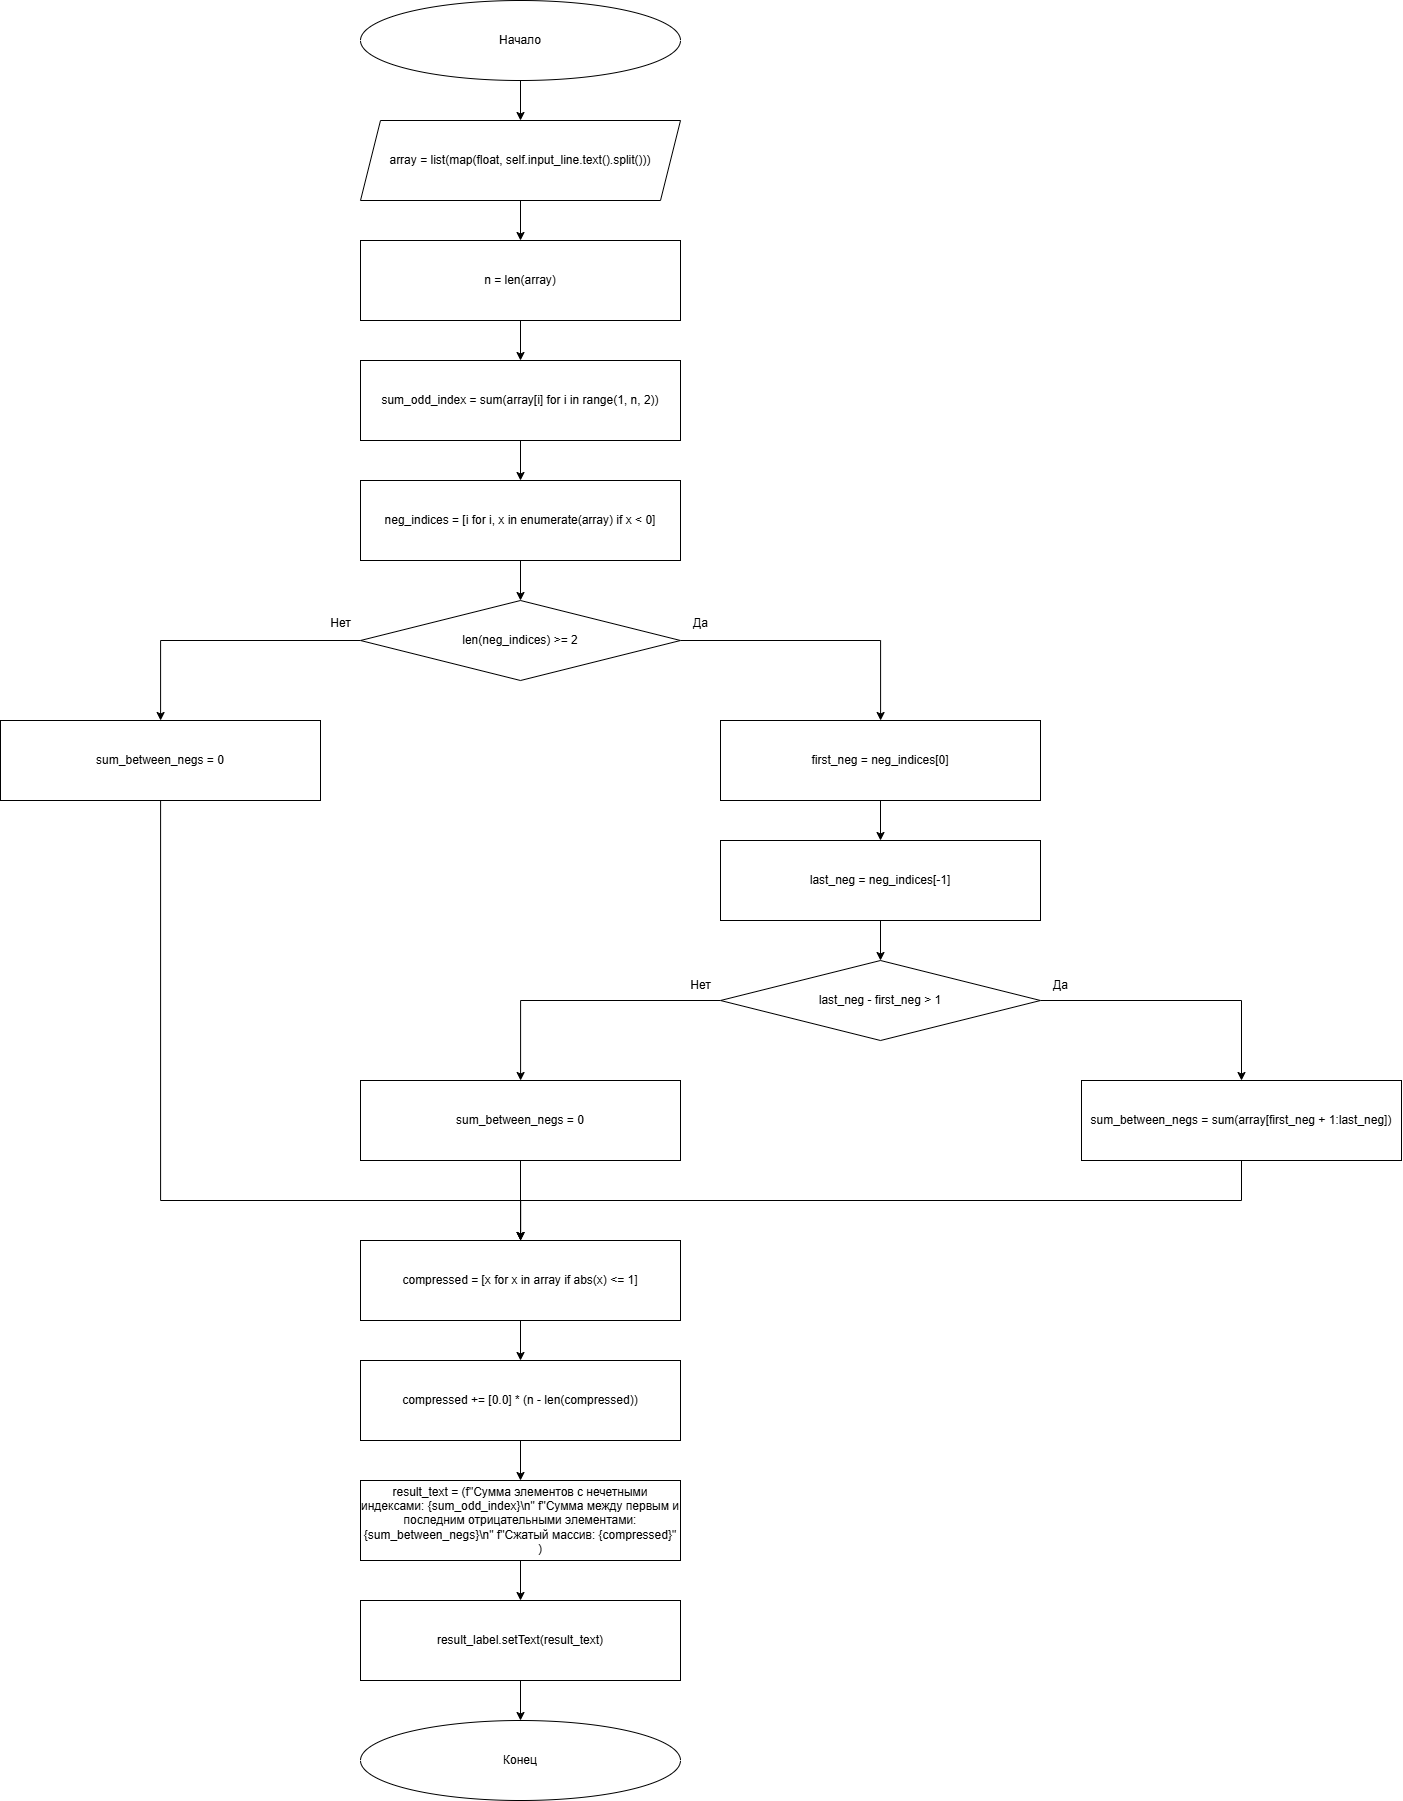 Начало
array = list(map(float, self.input_line.text().split()))
n = len(array)
sum_odd_index = sum(array[i] for i in range(1, n, 2))
neg_indices = [i for i, x in enumerate(array) if x < 0]
Нет
Да
len(neg_indices) >= 2
sum_between_negs = 0
first_neg = neg_indices[0]
last_neg = neg_indices[-1]
Нет
Да
last_neg - first_neg > 1
sum_between_negs = 0
sum_between_negs = sum(array[first_neg + 1:last_neg])
compressed = [x for x in array if abs(x) <= 1]
compressed += [0.0] * (n - len(compressed))
result_text = (f"Сумма элементов с нечетными
индексами: {sum_odd_index}\n" f"Сумма между первым и
последним отрицательными элементами:
{sum_between_negs}\n" f"Сжатый массив: {compressed}"
)
result_label.setText(result_text)
Конец